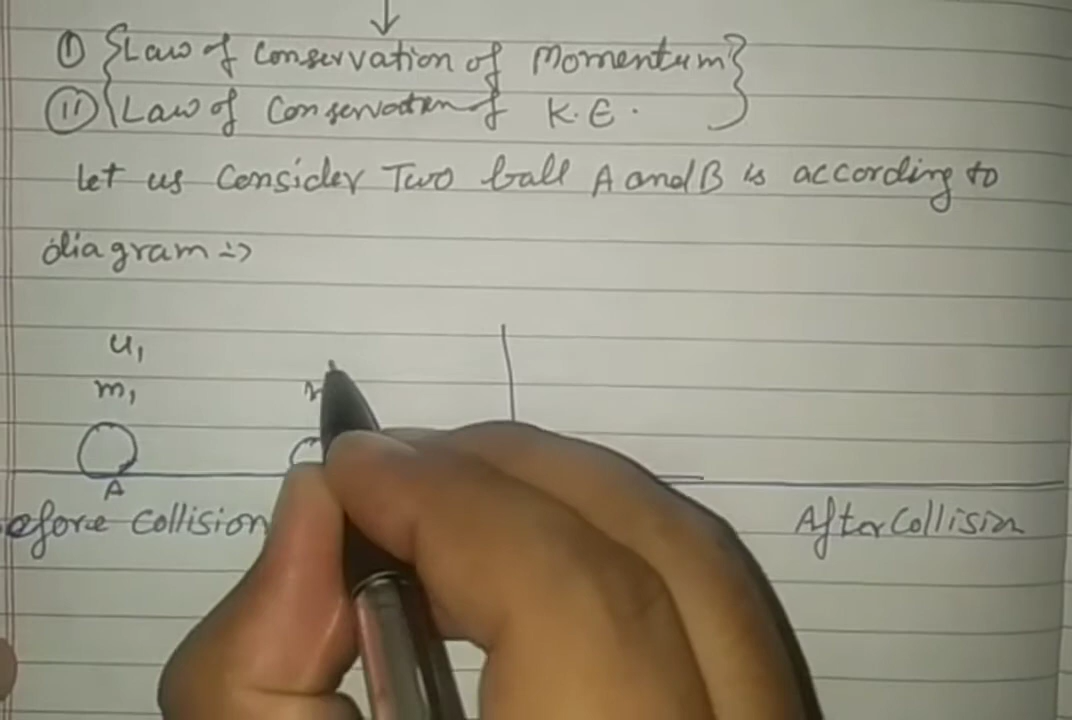 ① Law of Conservation of Momentum
② Law of Conservation of K.E.
Let us Consider Two ball A and B is according to
diagram =>
u₁
m₁
A
efore Collision
After Collision